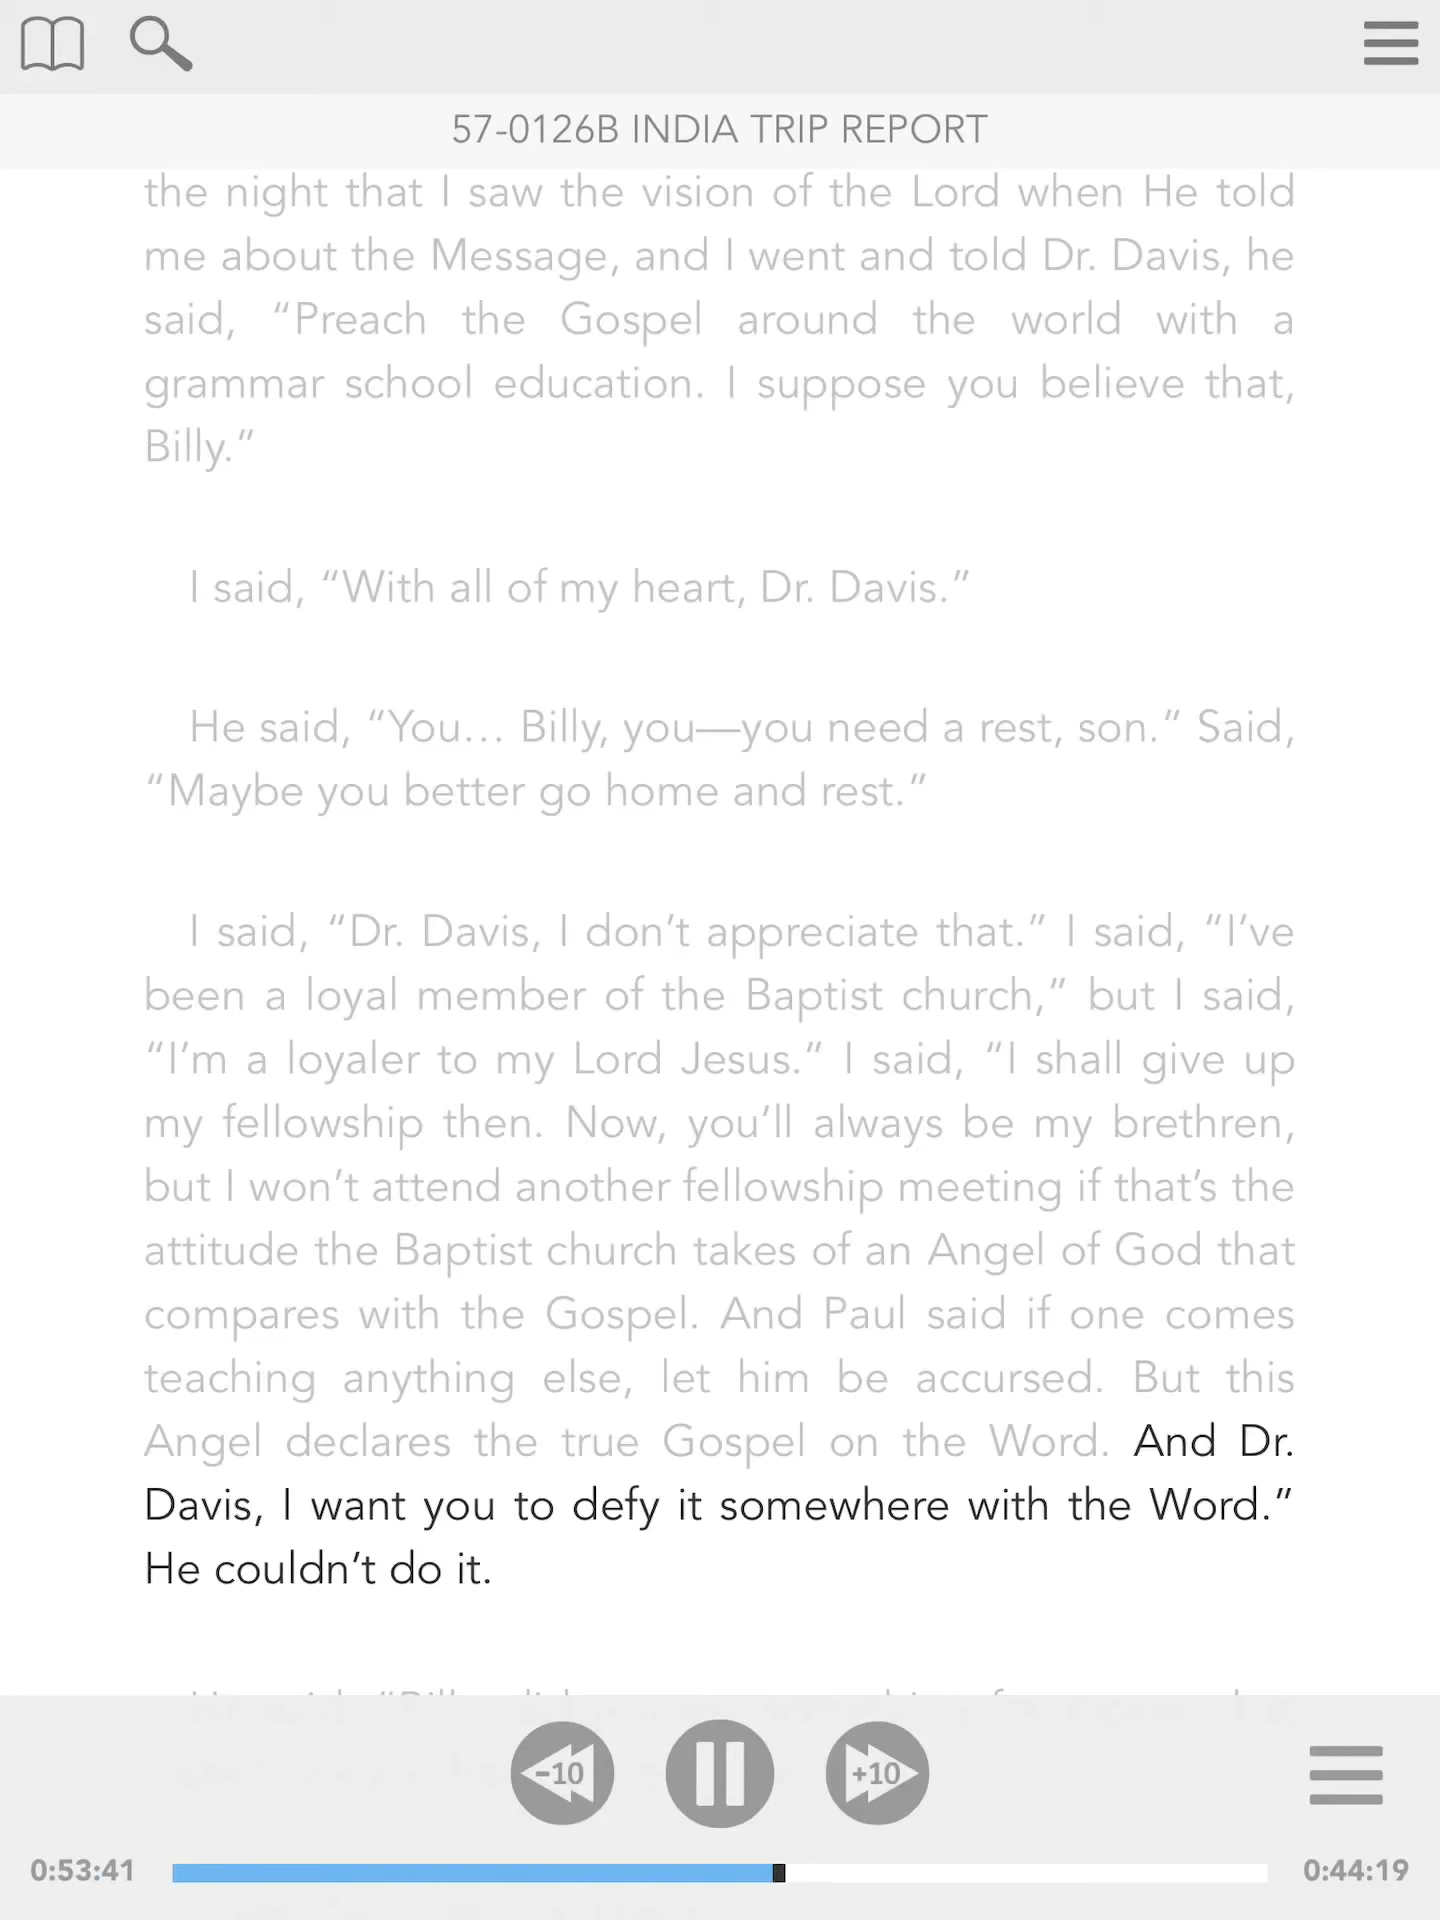 57-0126B INDIA TRIP REPORT
the night that I saw the vision of the Lord when He told
me about the Message, and I went and told Dr. Davis, he
said, “Preach the Gospel around the world with a
grammar school education. I suppose you believe that,
Billy.”
I said, “With all of my heart, Dr. Davis.”
He said, “You… Billy, you—you need a rest, son.” Said,
“Maybe you better go home and rest.”
I said, “Dr. Davis, I don’t appreciate that.” I said, “I’ve
been a loyal member of the Baptist church,” but I said,
“I’m a loyaler to my Lord Jesus.” I said, “I shall give up
my fellowship then. Now, you’ll always be my brethren,
but I won’t attend another fellowship meeting if that’s the
attitude the Baptist church takes of an Angel of God that
compares with the Gospel. And Paul said if one comes
teaching anything else, let him be accursed. But this
Angel declares the true Gospel on the Word. And Dr.
Davis, I want you to defy it somewhere with the Word.”
He couldn’t do it.
-10 +10
0:53:41 0:44:19